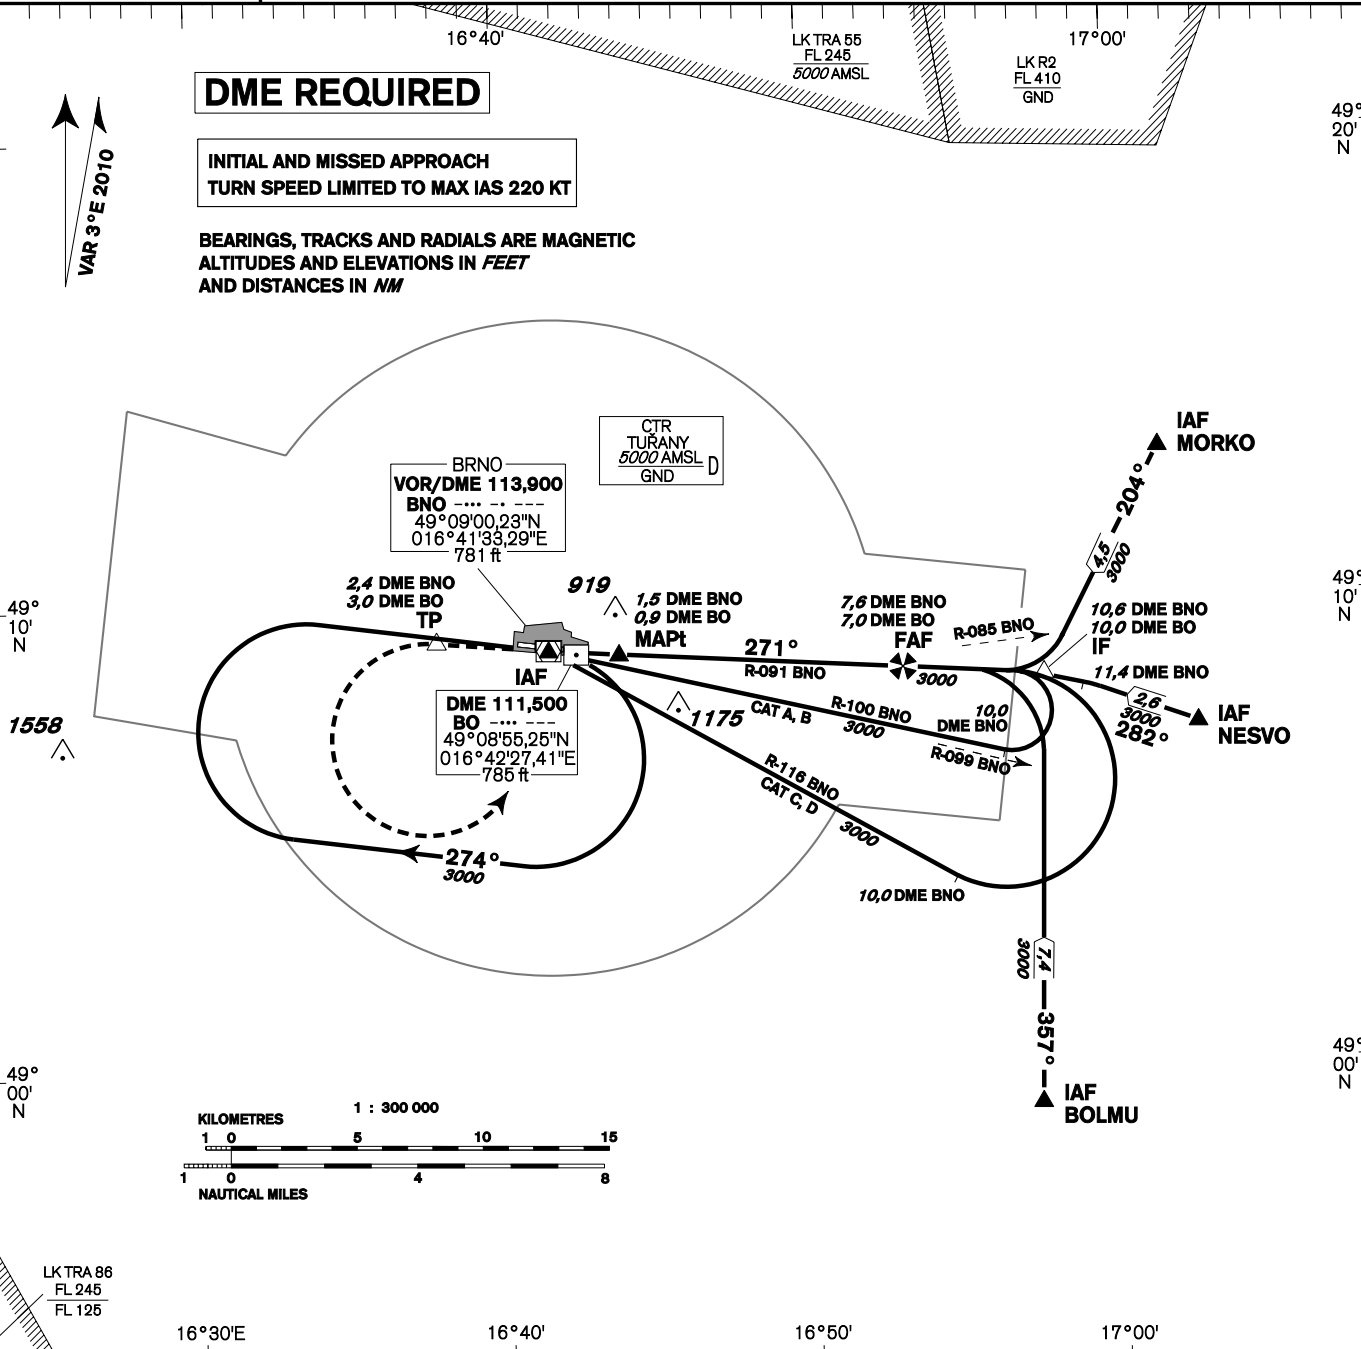 16°40'
17°00'
LK TRA 55
FL 245
5000 AMSL
LK R2
FL 410
GND
49°
20'
N
DME REQUIRED
INITIAL AND MISSED APPROACH
TURN SPEED LIMITED TO MAX IAS 220 KT
VAR 3°E 2010
BEARINGS, TRACKS AND RADIALS ARE MAGNETIC
ALTITUDES AND ELEVATIONS IN FEET
AND DISTANCES IN NM
CTR
TUŘANY
5000 AMSL
GND
D
IAF
MORKO
204°
4,5
3000
BRNO
VOR/DME 113,900
BNO –••• –• –––
49°09'00,23"N
016°41'33,29"E
781 ft
2,4 DME BNO
3,0 DME BO
TP
919
1,5 DME BNO
0,9 DME BO
MAPt
7,6 DME BNO
7,0 DME BO
FAF
3000
R-085 BNO
10,6 DME BNO
10,0 DME BO
IF
11,4 DME BNO
49°
10'
N
49°
10'
N
271°
R-091 BNO
IAF
DME 111,500
BO –••• –––
49°08'55,25"N
016°42'27,41"E
785 ft
1175
CAT A, B
R-100 BNO
3000
10,0
DME BNO
R-099 BNO
2,6
3000
282°
IAF
NESVO
1558
R-116 BNO
CAT C, D
3000
10,0 DME BNO
274°
3000
7,4
3000
357°
IAF
BOLMU
49°
00'
N
49°
00'
N
1 : 300 000
KILOMETRES
1 0 5 10 15
1 0 4 8
NAUTICAL MILES
LK TRA 86
FL 245
FL 125
16°30'E
16°40'
16°50'
17°00'